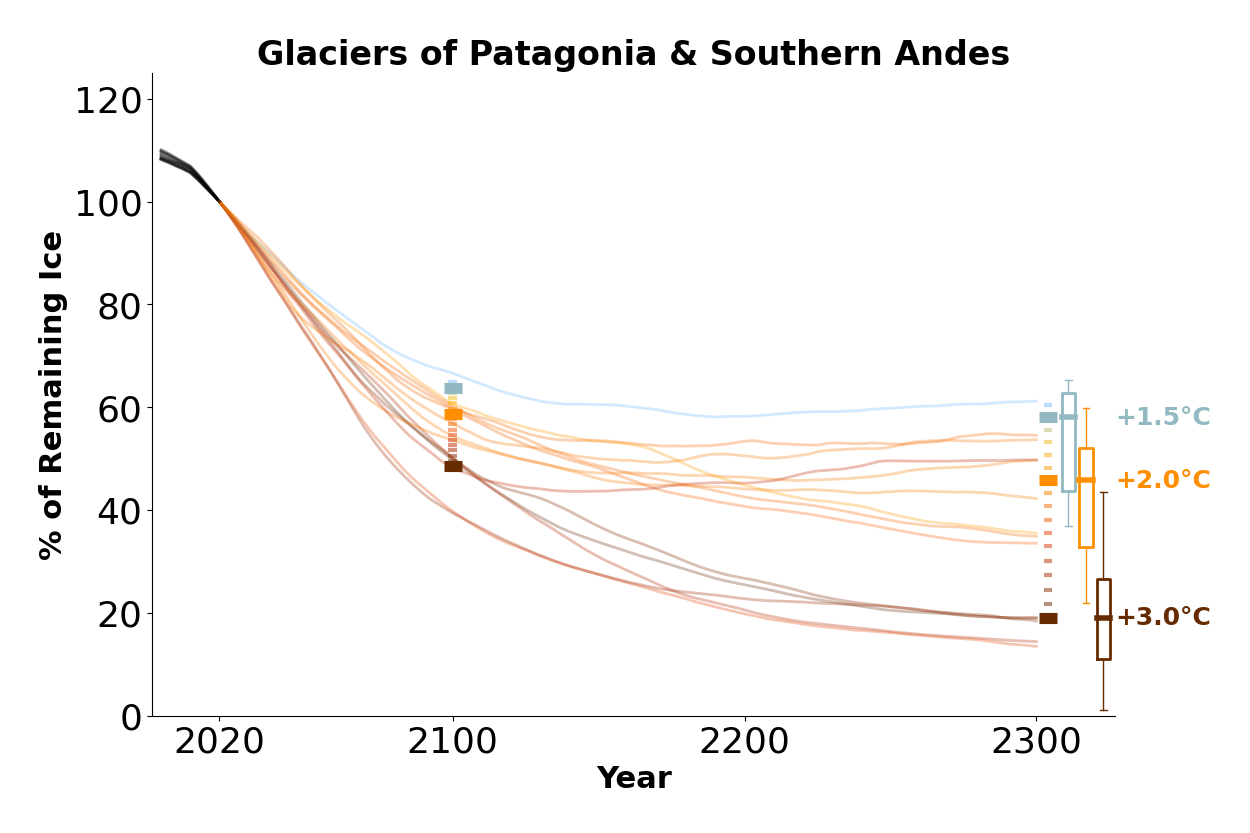 Glaciers of Patagonia & Southern Andes
120
100
80
60
40
20
0
% of Remaining Ice
+1.5°C
+2.0°C
+3.0°C
2020 2100 2200 2300
Year